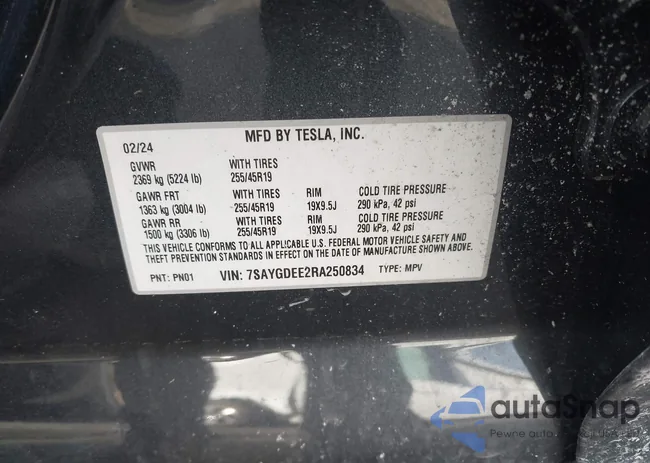 MFD BY TESLA, INC.
02/24
GVWR WITH TIRES
2369 kg (5224 lb) 255/45R19
GAWR FRT WITH TIRES RIM COLD TIRE PRESSURE
1363 kg (3004 lb) 255/45R19 19X9.5J 290 kPa, 42 psi
GAWR RR WITH TIRES RIM COLD TIRE PRESSURE
1500 kg (3306 lb) 255/45R19 19X9.5J 290 kPa, 42 psi
THIS VEHICLE CONFORMS TO ALL APPLICABLE U.S. FEDERAL MOTOR VEHICLE SAFETY AND
THEFT PREVENTION STANDARDS IN EFFECT ON THE DATE OF MANUFACTURE SHOWN ABOVE.
PNT: PN01 VIN: 7SAYGDEE2RA250834 TYPE: MPV
autaSnap
Pewne auto